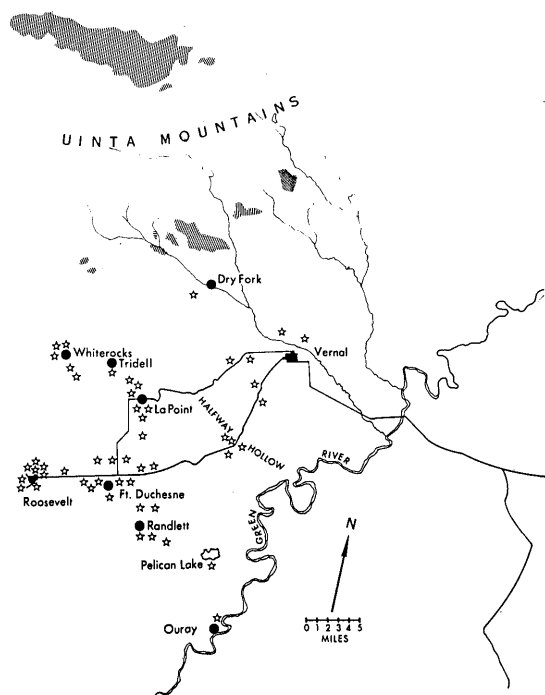 UINTA MOUNTAINS
Dry Fork
Vernal
Whiterocks
Tridell
La Point
HALFWAY
HOLLOW
RIVER
Roosevelt
Ft. Duchesne
GREEN
N
Randlett
Pelican Lake
Ouray
0 1 2 3 4 5
MILES